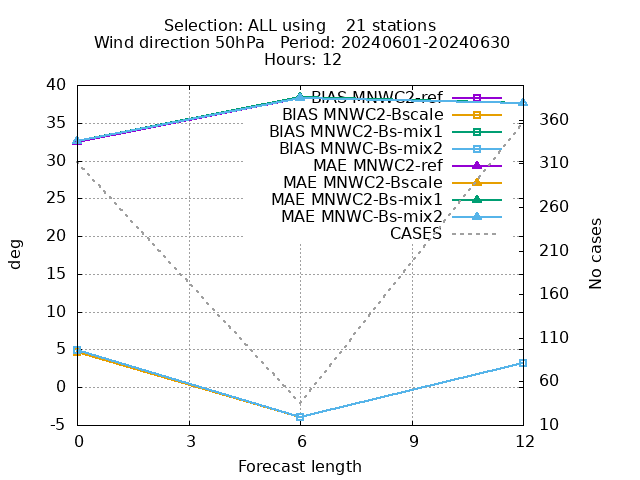 Selection: ALL using    21 stations
Wind direction 50hPa   Period: 20240601-20240630
Hours: 12
40
35
30
25
20
15
10
5
0
-5
deg
BIAS MNWC2-ref
BIAS MNWC2-Bscale
BIAS MNWC2-Bs-mix1
BIAS MNWC-Bs-mix2
MAE MNWC2-ref
MAE MNWC2-Bscale
MAE MNWC2-Bs-mix1
MAE MNWC-Bs-mix2
CASES
360
310
260
210
160
110
60
10
No cases
0 3 6 9 12
Forecast length